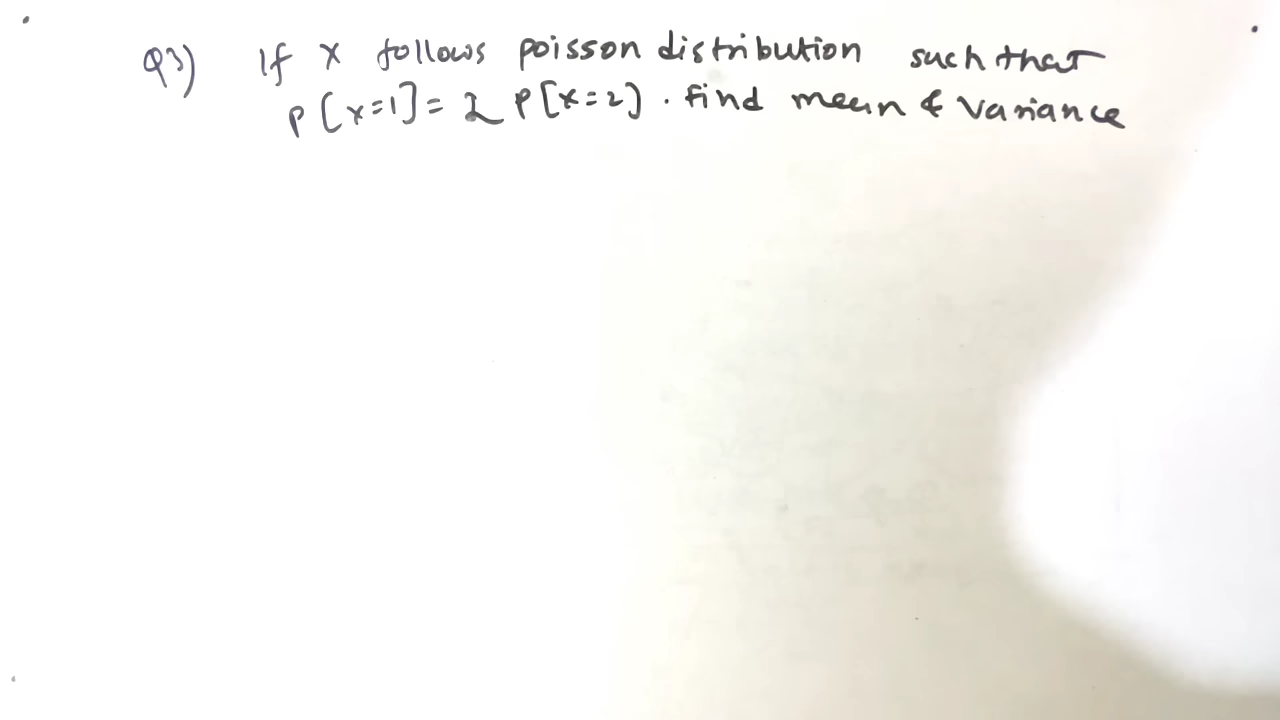 Q3) If x follows poisson distribution such that
P[x=1] = 2 P[x=2] . find mean & variance